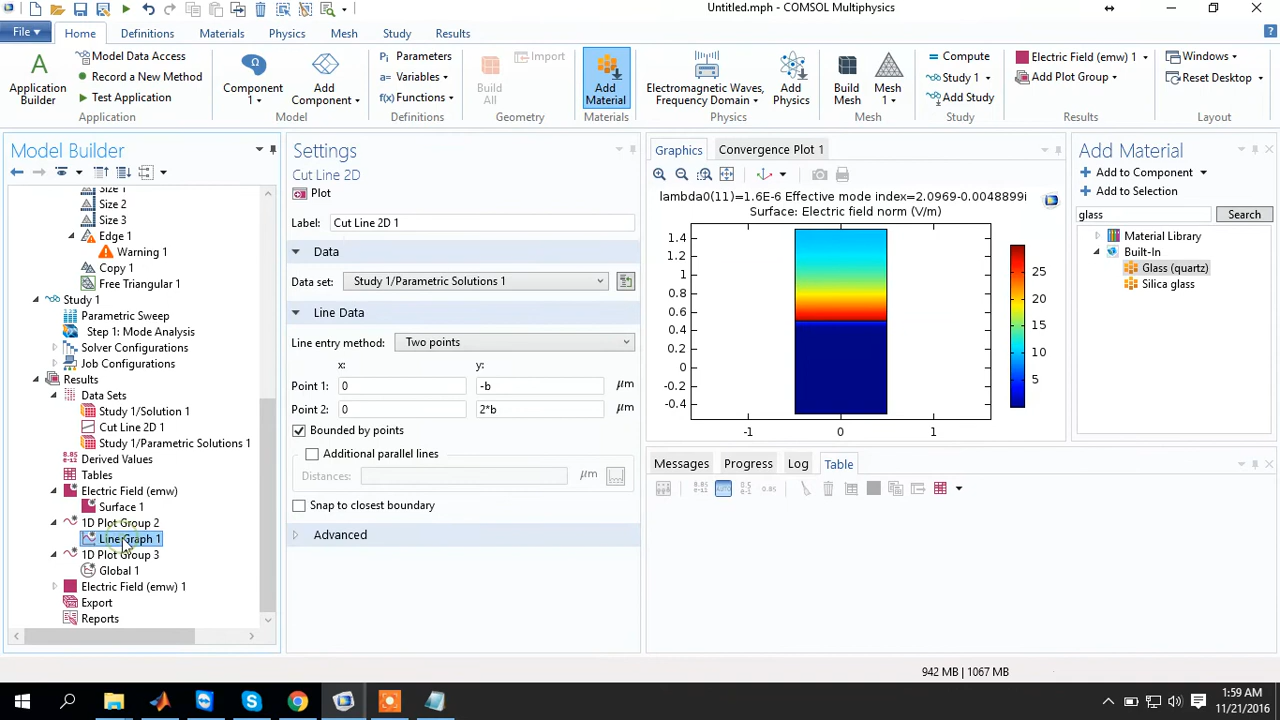 Untitled.mph - COMSOL Multiphysics
File
Home
Definitions
Materials
Physics
Mesh
Study
Results
Application Builder
Model Data Access
Record a New Method
Test Application
Application
Component 1
Add Component
Model
Parameters
Variables
Functions
Definitions
Build All
Import
Geometry
Add Material
Materials
Electromagnetic Waves, Frequency Domain
Add Physics
Physics
Build Mesh
Mesh 1
Mesh
Compute
Study 1
Add Study
Study
Electric Field (emw)
Add Plot Group
Results
Windows
Reset Desktop
Layout
Model Builder
Size 1
Size 2
Size 3
Edge 1
Warning 1
Copy 1
Free Triangular 1
Study 1
Parametric Sweep
Step 1: Mode Analysis
Solver Configurations
Job Configurations
Results
Data Sets
Study 1/Solution 1
Cut Line 2D 1
Study 1/Parametric Solutions 1
Derived Values
Tables
Electric Field (emw)
Surface 1
1D Plot Group 2
Line Graph 1
1D Plot Group 3
Global 1
Electric Field (emw) 1
Export
Reports
Settings
Cut Line 2D
Plot
Label: Cut Line 2D 1
Data
Data set: Study 1/Parametric Solutions 1
Line Data
Line entry method: Two points
x: y:
Point 1: 0 -b μm
Point 2: 0 2*b μm
Bounded by points
Additional parallel lines
Distances: μm
Snap to closest boundary
Advanced
Graphics
Convergence Plot 1
lambda0(11)=1.6E-6 Effective mode index=2.0969-0.0048899i
Surface: Electric field norm (V/m)
1.4
1.2
1
0.8
0.6
0.4
0.2
0
-0.2
-0.4
-1 0 1
25
20
15
10
5
Messages
Progress
Log
Table
Add Material
Add to Component
Add to Selection
glass
Search
Material Library
Built-In
Glass (quartz)
Silica glass
942 MB | 1067 MB
1:59 AM
11/21/2016